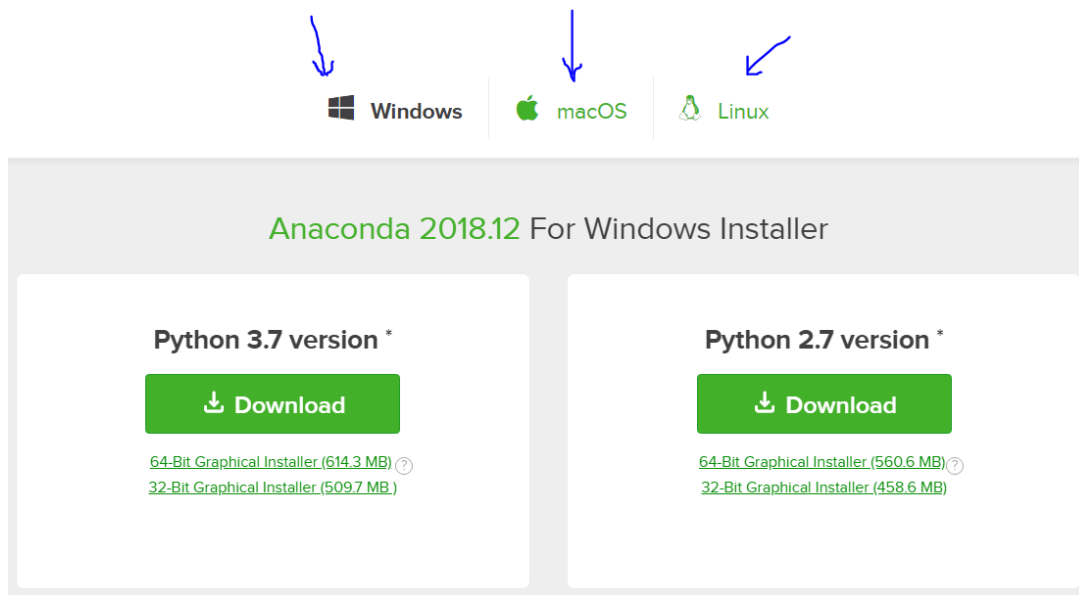 Windows macOS Linux
Anaconda 2018.12 For Windows Installer
Python 3.7 version *
Download
64-Bit Graphical Installer (614.3 MB) ?
32-Bit Graphical Installer (509.7 MB )
Python 2.7 version *
Download
64-Bit Graphical Installer (560.6 MB) ?
32-Bit Graphical Installer (458.6 MB)